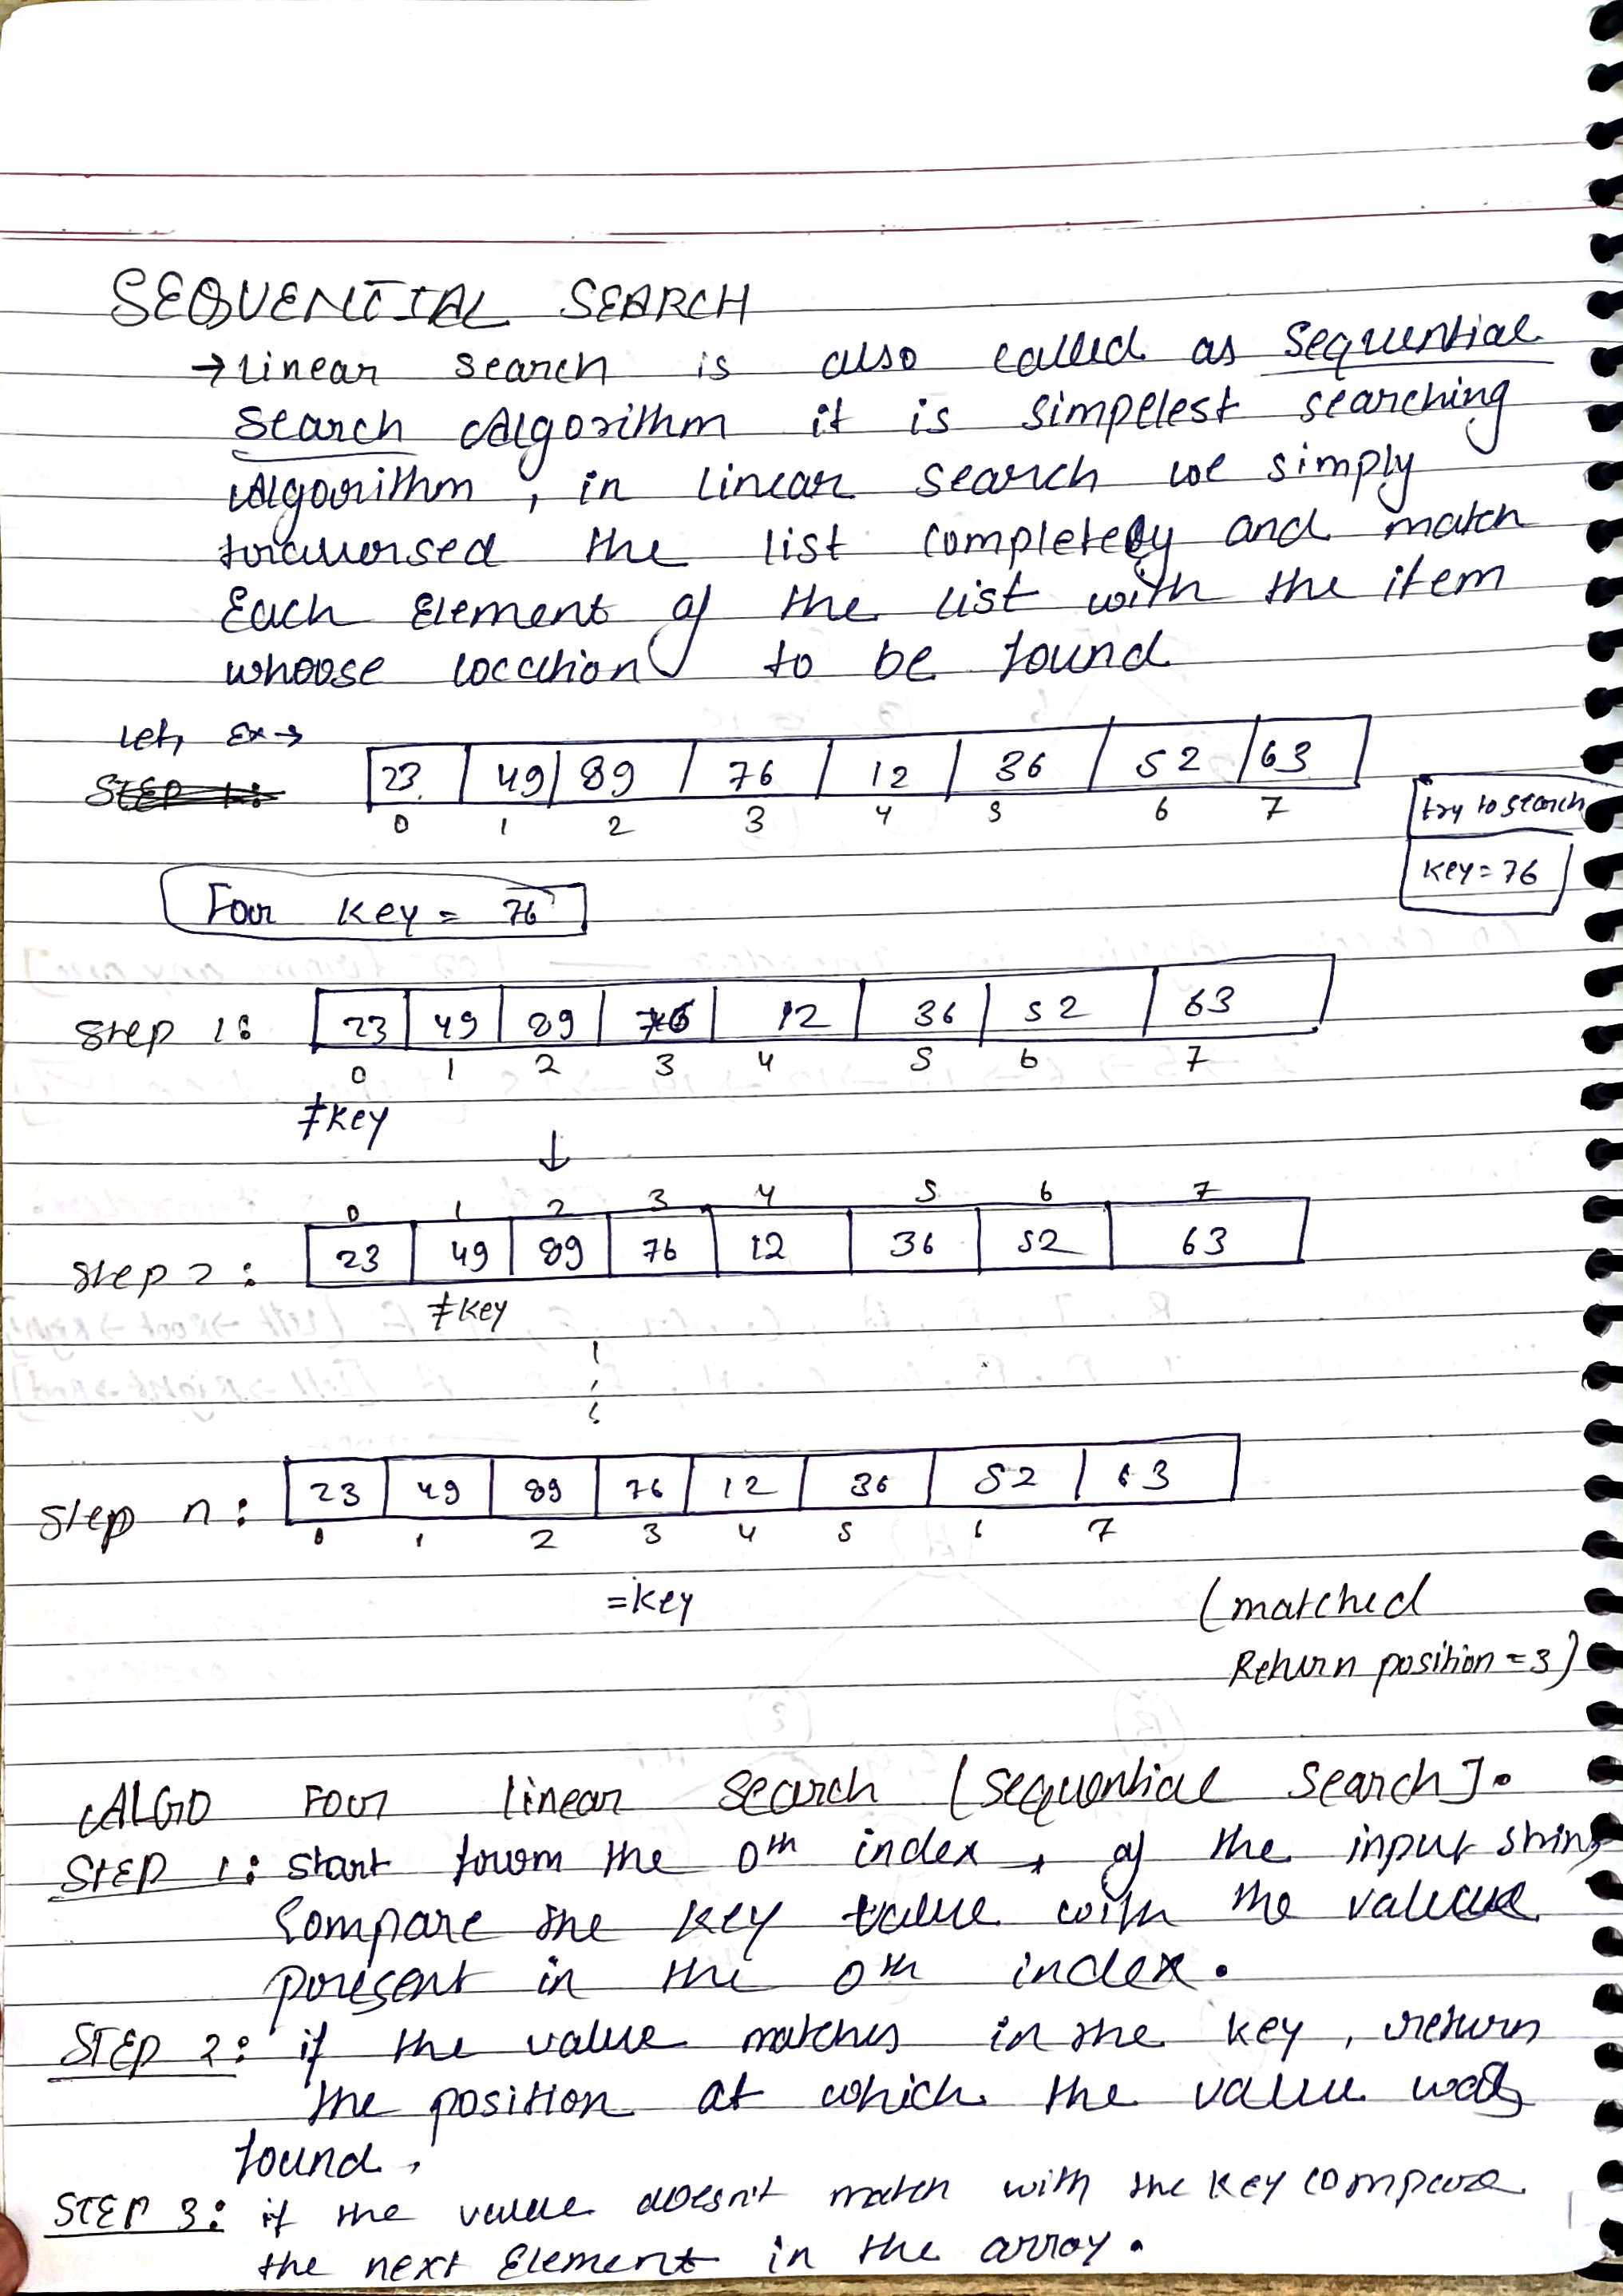 SEQUENTIAL SEARCH
→ Linear search is also called as Sequential
Search Algorithm it is simpelest searching
Algorithm, in linear search we simply
traversed the list completely and match
Each Element of the list with the item
whoose location to be found
Let, Ex →
STEP 1:
23 49 89 76 12 36 52 63
0 1 2 3 4 5 6 7
try to search
key = 76
For key = 76
Step 1:
23 49 89 76 12 36 52 63
0 1 2 3 4 5 6 7
≠key
↓
0 1 2 3 4 5 6 7
Step 2: 23 49 89 76 12 36 52 63
≠key
Step n: 23 49 89 76 12 36 52 63
0 1 2 3 4 5 6 7
=key
(matched
Return position = 3)
ALGO For linear Search [Sequential Search].
STEP 1: start from the 0th index, of the input string
Compare the key value with the value
present in the 0th index.
STEP 2: if the value matches in the key, return
the position at which the value was
found.
STEP 3: if the value doesn't match with the key compare
the next Element in the array.